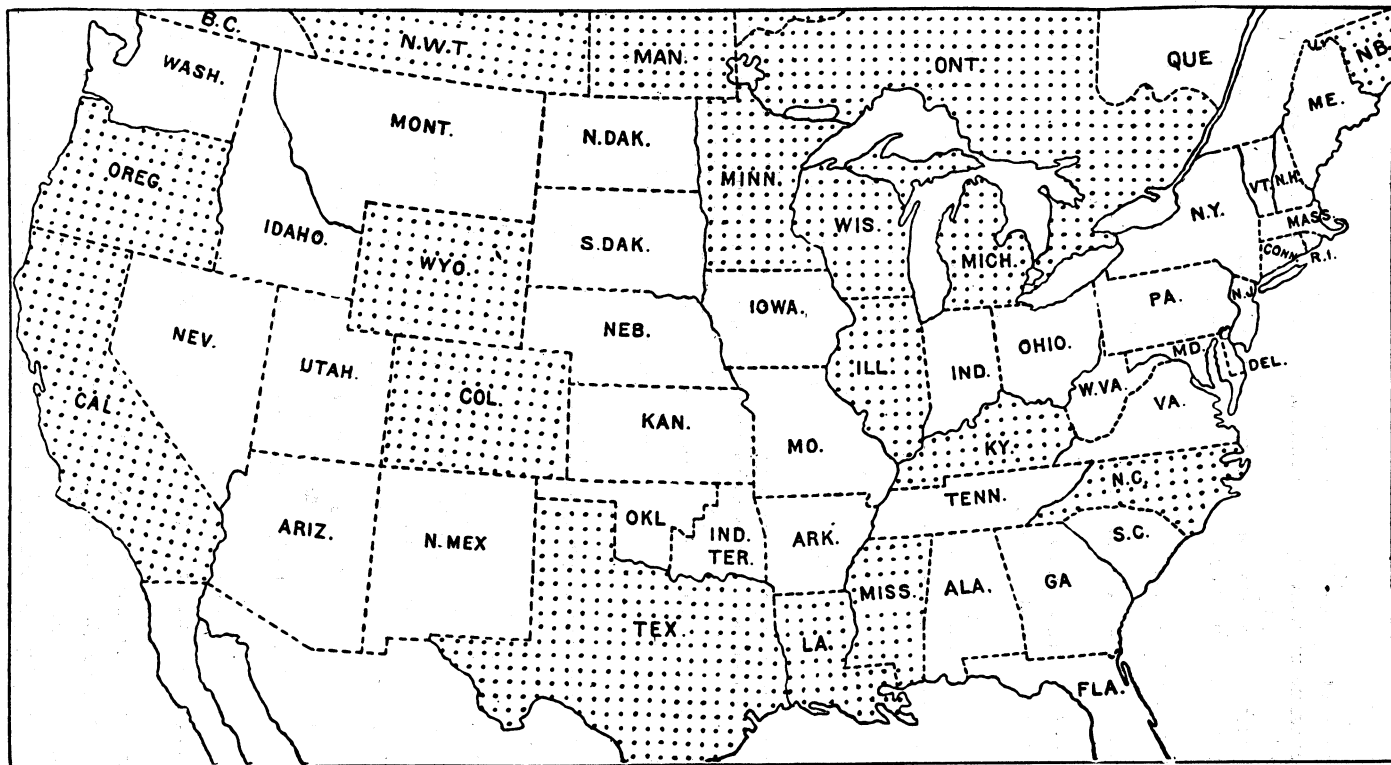 B.C.
N.W.T.
MAN.
ONT.
QUE
N.B.
WASH.
MONT.
N.DAK.
MINN.
ME.
OREG.
IDAHO.
WYO.
S.DAK.
WIS.
MICH.
N.Y.
VT.
N.H.
MASS.
CONN.
R.I.
NEV.
UTAH.
COL.
NEB.
IOWA.
ILL.
IND.
OHIO.
PA.
N.J.
MD.
DEL.
W.VA.
VA.
CAL
KAN.
MO.
KY.
N.C.
TENN.
S.C.
ARIZ.
N.MEX
OKL
IND.
TER.
ARK.
MISS.
ALA.
GA
TEX.
LA.
FLA.